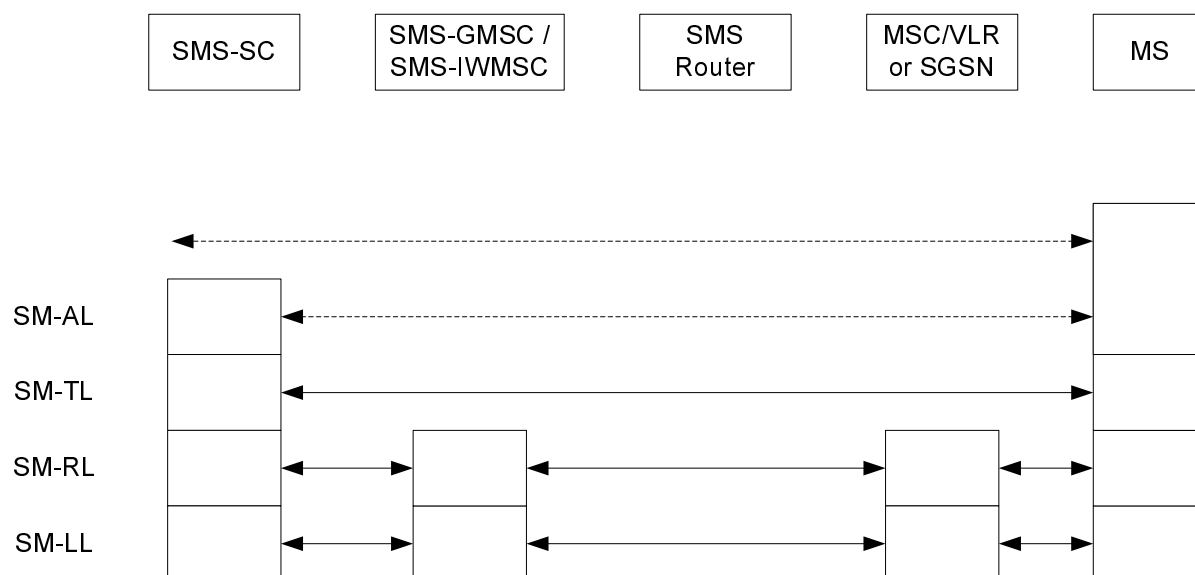 SMS-SC
SMS-GMSC /
SMS-IWMSC
SMS
Router
MSC/VLR
or SGSN
MS
SM-AL
SM-TL
SM-RL
SM-LL